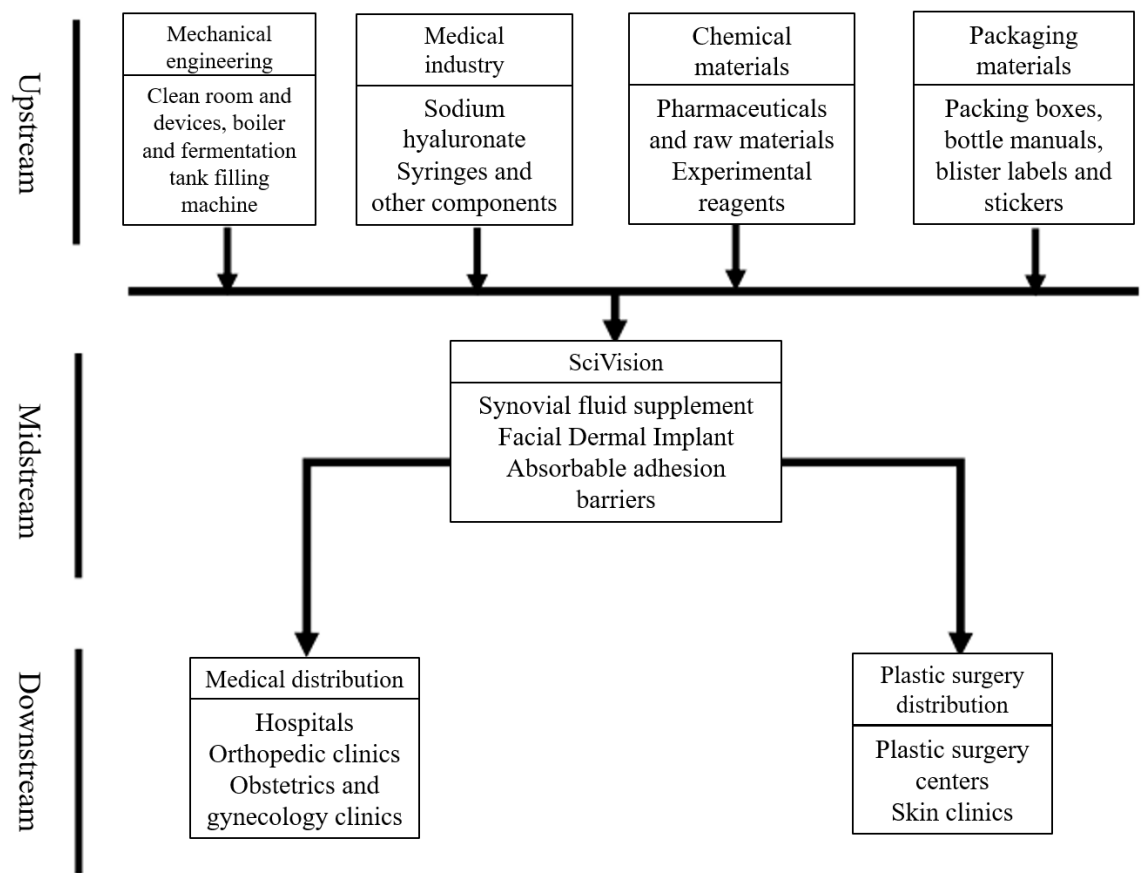 Upstream
Mechanical
engineering
Clean room and
devices, boiler
and fermentation
tank filling
machine
Medical
industry
Sodium
hyaluronate
Syringes and
other components
Chemical
materials
Pharmaceuticals
and raw materials
Experimental
reagents
Packaging
materials
Packing boxes,
bottle manuals,
blister labels and
stickers
Midstream
SciVision
Synovial fluid supplement
Facial Dermal Implant
Absorbable adhesion
barriers
Downstream
Medical distribution
Hospitals
Orthopedic clinics
Obstetrics and
gynecology clinics
Plastic surgery
distribution
Plastic surgery
centers
Skin clinics